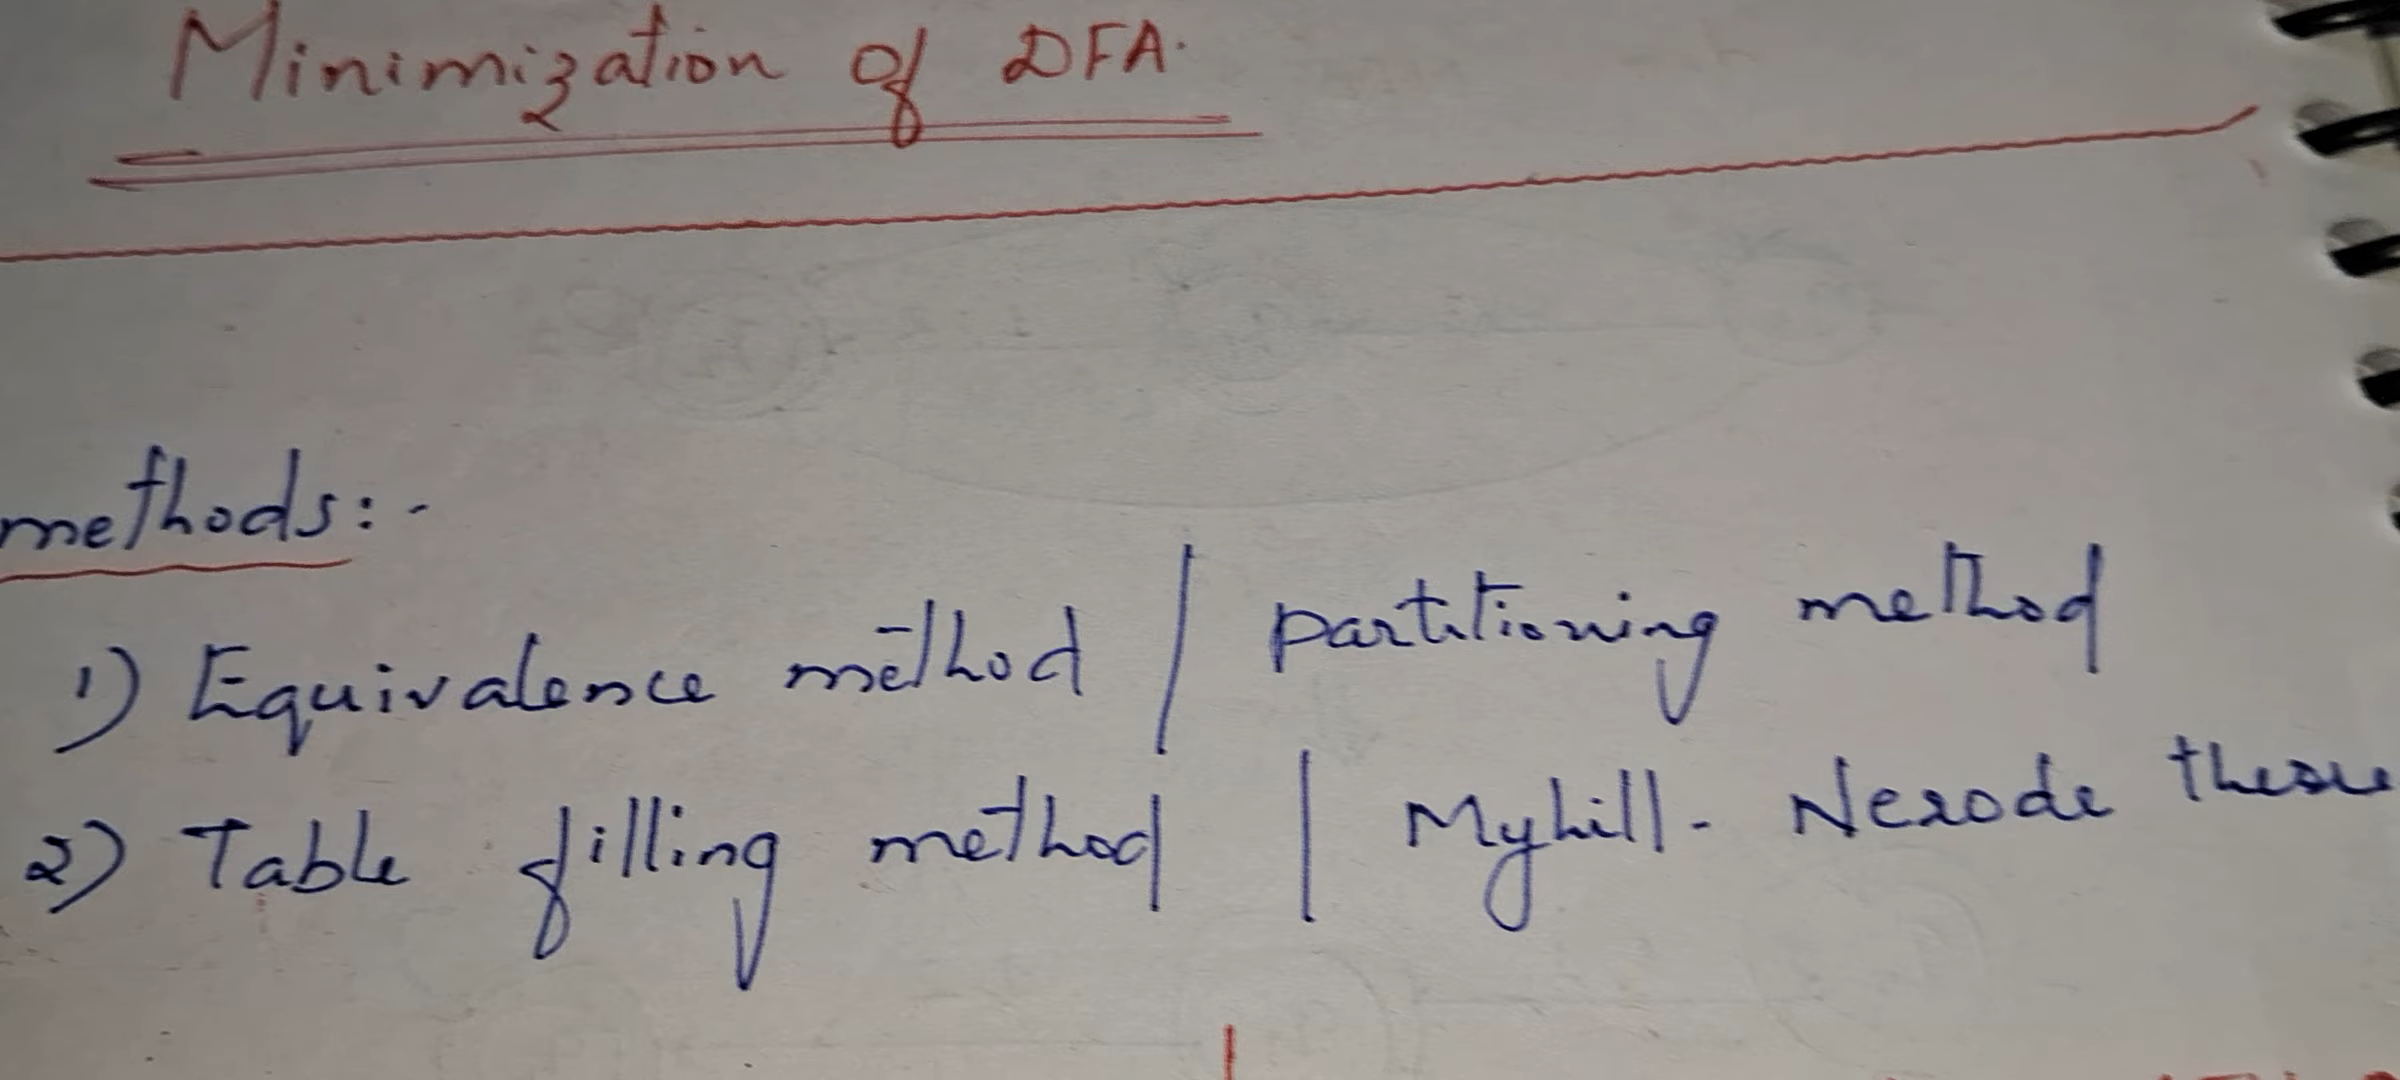 Minimization of DFA.
methods:-
1) Equivalence method / partitioning method
2) Table filling method | Myhill-Nerode